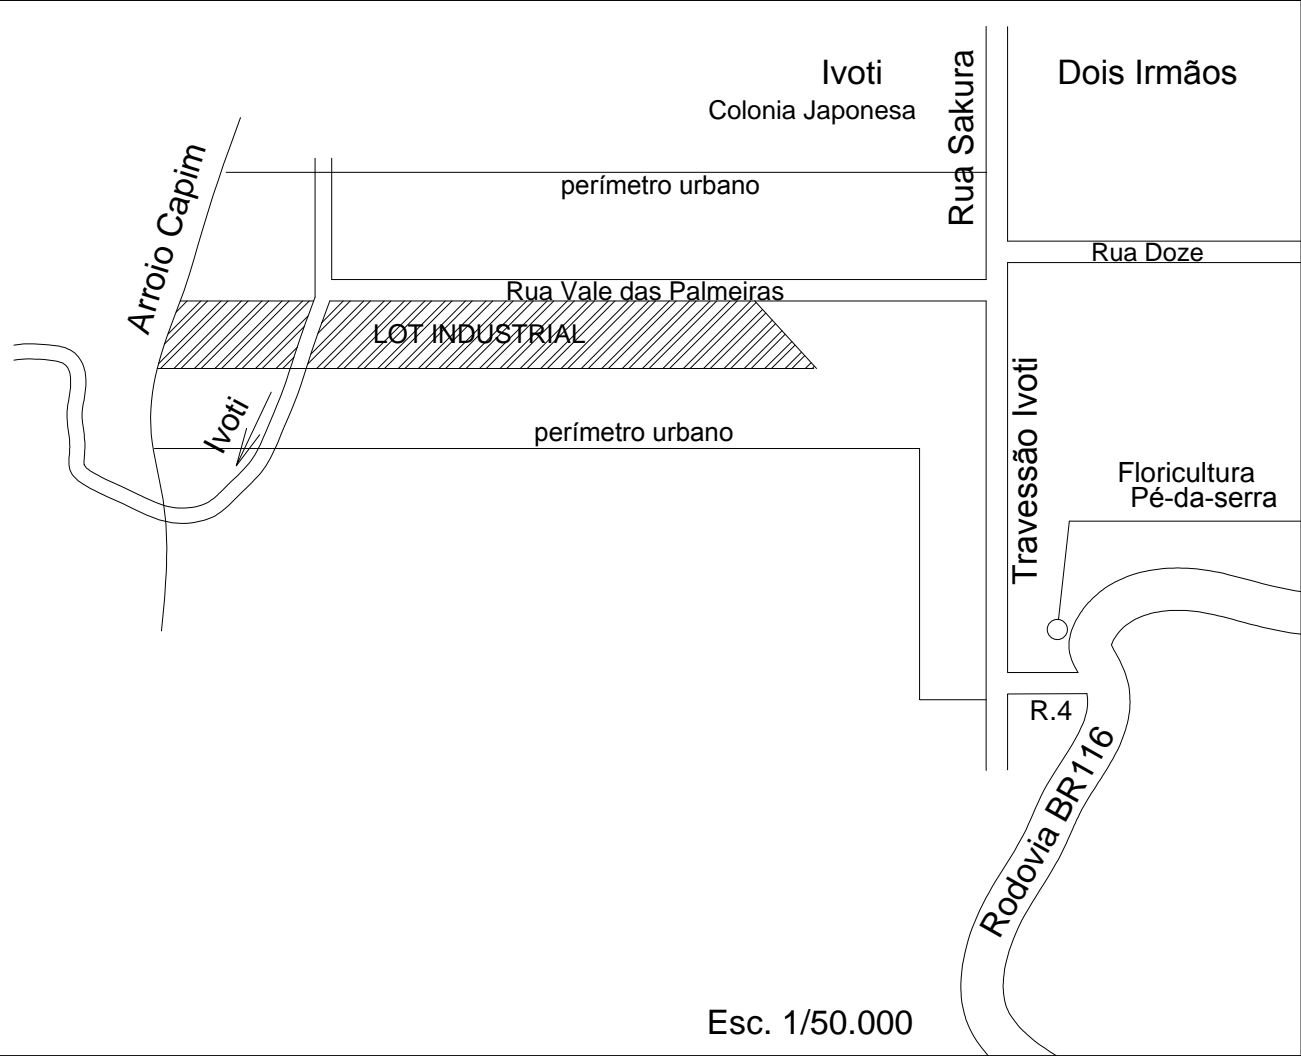 Ivoti
Colonia Japonesa
Rua Sakura
Dois Irmãos
Arroio Capim
perímetro urbano
Rua Doze
Rua Vale das Palmeiras
LOT INDUSTRIAL
Ivoti
perímetro urbano
Travessão Ivoti
Floricultura
Pé-da-serra
R.4
Rodovia BR116
Esc. 1/50.000